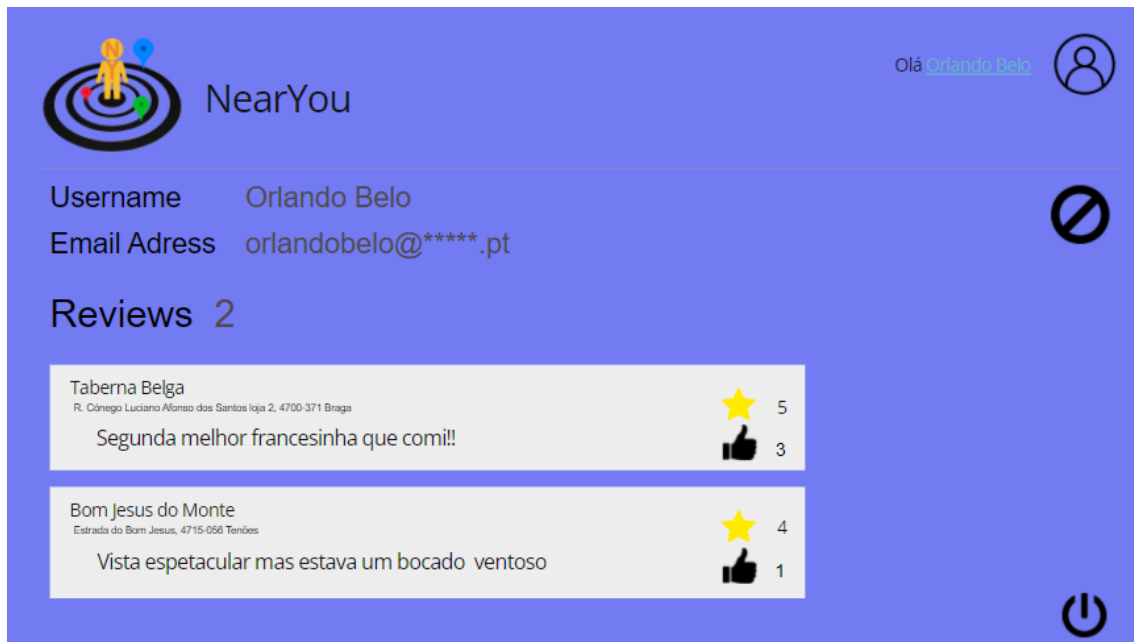 N
NearYou
Olá Orlando Belo
Username Orlando Belo
Email Adress orlandobelo@*****.pt
Reviews 2
Taberna Belga
R. Cónego Luciano Afonso dos Santos loja 2, 4700-371 Braga
Segunda melhor francesinha que comi!!
5
3
Bom Jesus do Monte
Estrada do Bom Jesus, 4715-056 Tenões
Vista espetacular mas estava um bocado ventoso
4
1